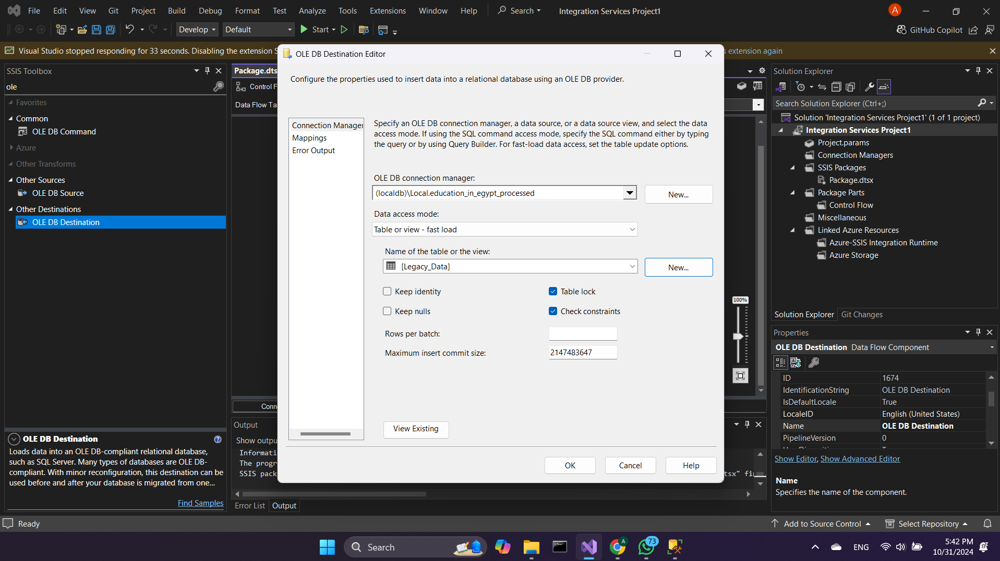 File Edit View Git Project Build Debug Format Test Analyze Tools Extensions Window Help Search Integration Services Project1 A
Develop Default Start GitHub Copilot
Visual Studio stopped responding for 33 seconds. Disabling the extension S
extension again
SSIS Toolbox
ole
Favorites
Common
OLE DB Command
Azure
Other Transforms
Other Sources
OLE DB Source
Other Destinations
OLE DB Destination
OLE DB Destination
Loads data into an OLE DB-compliant relational database,
such as SQL Server. Many types of databases are OLE DB-
compliant. With minor reconfiguration, this destination can be
used before and after your database is migrated from one...
Find Samples
Package.dts
Control F
Data Flow Ta
100%
Conn
OLE DB Destination Editor
Configure the properties used to insert data into a relational database using an OLE DB provider.
Connection Manager
Mappings
Error Output
Specify an OLE DB connection manager, a data source, or a data source view, and select the data
access mode. If using the SQL command access mode, specify the SQL command either by typing
the query or by using Query Builder. For fast-load data access, set the table update options.
OLE DB connection manager:
(localdb)\Local.education_in_egypt_processed
New...
Data access mode:
Table or view - fast load
Name of the table or the view:
[Legacy_Data]
New...
Keep identity
Table lock
Keep nulls
Check constraints
Rows per batch:
Maximum insert commit size:
2147483647
View Existing
OK
Cancel
Help
Output
Show outpu
Informati
The progr
SSIS pack
tsx" fi
Error List Output
Solution Explorer
Search Solution Explorer (Ctrl+;)
Solution 'Integration Services Project1' (1 of 1 project)
Integration Services Project1
Project.params
Connection Managers
SSIS Packages
Package.dtsx
Package Parts
Control Flow
Miscellaneous
Linked Azure Resources
Azure-SSIS Integration Runtime
Azure Storage
Solution Explorer Git Changes
Properties
OLE DB Destination Data Flow Component
ID 1674
IdentificationString OLE DB Destination
IsDefaultLocale True
LocaleID English (United States)
Name OLE DB Destination
PipelineVersion 0
Show Editor, Show Advanced Editor
Name
Specifies the name of the component.
Ready
Add to Source Control Select Repository
Search
A
73
ENG
5:42 PM
10/31/2024